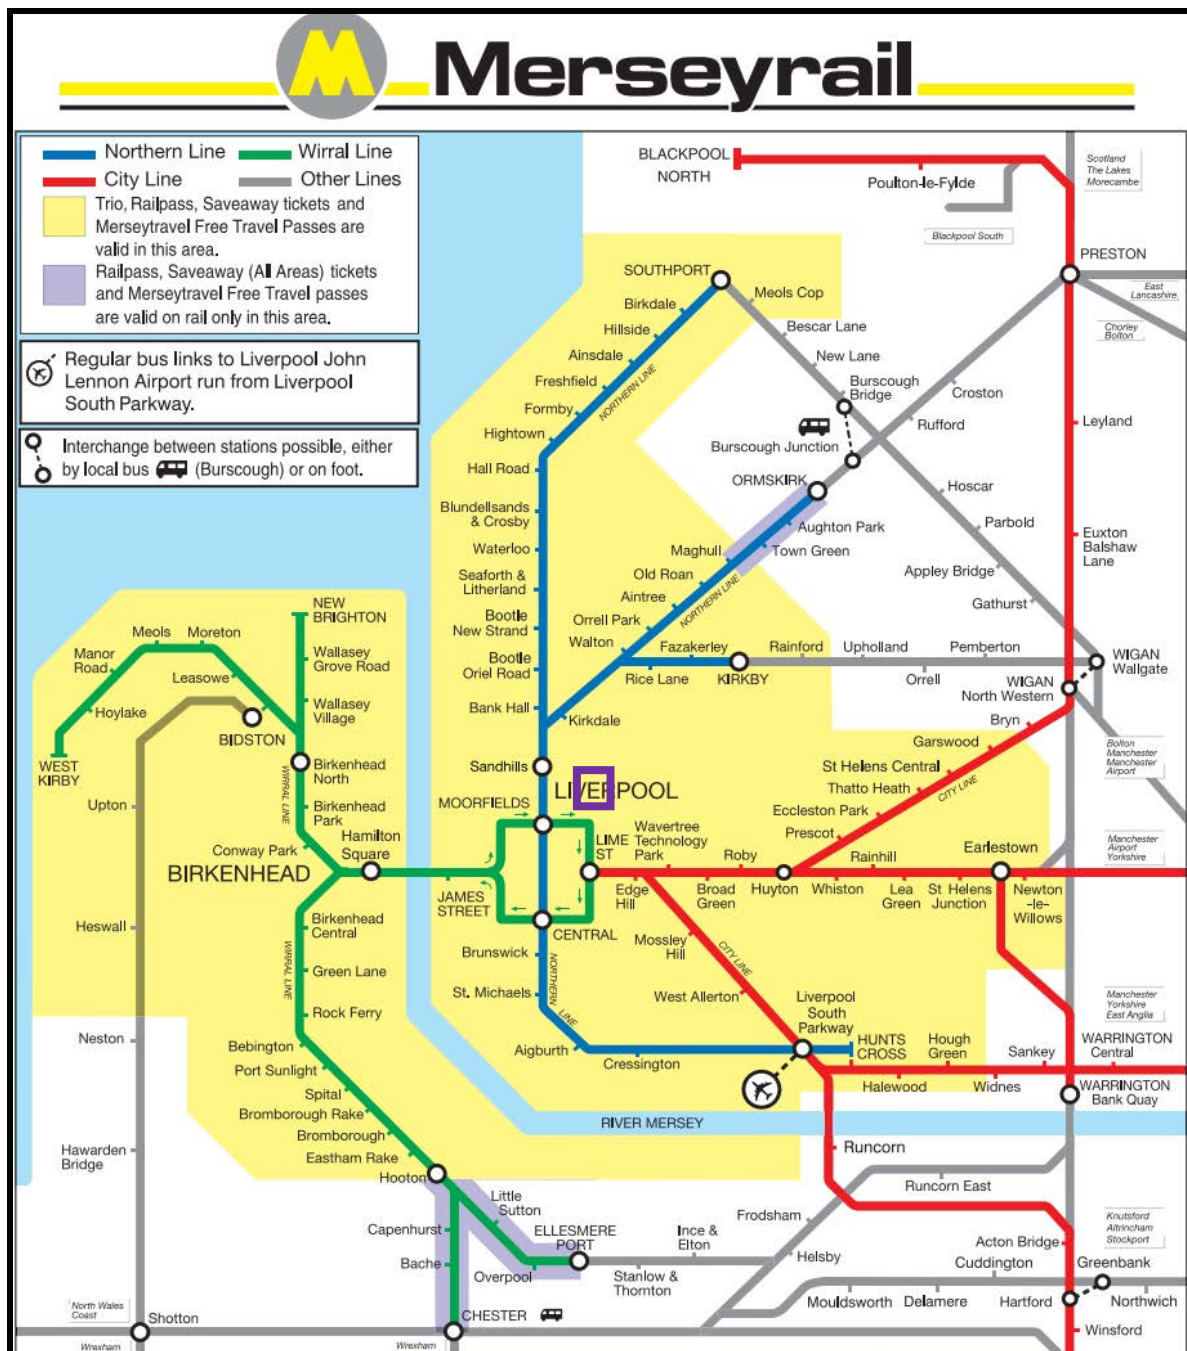 Merseyrail
Northern Line
Wirral Line
City Line
Other Lines
Trio, Railpass, Saveaway tickets and
Merseytravel Free Travel Passes are
valid in this area.
Railpass, Saveaway (All Areas) tickets
and Merseytravel Free Travel passes
are valid on rail only in this area.
Regular bus links to Liverpool John
Lennon Airport run from Liverpool
South Parkway.
Interchange between stations possible, either
by local bus (Burscough) or on foot.
BLACKPOOL
NORTH
Poulton-le-Fylde
Scotland
The Lakes
Morecambe
Blackpool South
PRESTON
East
Lancashire,
Chorley
Bolton
SOUTHPORT
Meols Cop
Birkdale
Bescar Lane
Hillside
New Lane
Ainsdale
Burscough
Bridge
Freshfield
NORTHERN LINE
Croston
Formby
Rufford
Leyland
Hightown
Burscough Junction
Hall Road
ORMSKIRK
Hoscar
Blundellsands
& Crosby
Aughton Park
Parbold
Euxton
Balshaw
Lane
Waterloo
Maghull
Town Green
Old Roan
Appley Bridge
Seaforth &
Litherland
Aintree
NORTHERN LINE
Gathurst
Bootle
New Strand
Orrell Park
Walton
Fazakerley
Rainford
Upholland
Pemberton
WIGAN
Wallgate
Bootle
Oriel Road
Rice Lane
KIRKBY
Orrell
WIGAN
North Western
Bank Hall
Kirkdale
Bryn
NEW
BRIGHTON
Meols
Moreton
Manor
Road
Wallasey
Grove Road
Leasowe
Hoylake
Wallasey
Village
BIDSTON
WEST
KIRBY
Birkenhead
North
Garswood
Bolton
Manchester
Manchester
Airport
Sandhills
St Helens Central
LIVERPOOL
Thatto Heath
CITY LINE
Upton
WIRRAL LINE
Birkenhead
Park
MOORFIELDS
Eccleston Park
Hamilton
Square
Prescot
Conway Park
LIME
ST
Wavertree
Technology
Park
Roby
Rainhill
Earlestown
Manchester
Airport
Yorkshire
BIRKENHEAD
JAMES
STREET
Edge
Hill
Broad
Green
Huyton
Whiston
Lea
Green
St Helens
Junction
Newton
-le-
Willows
Heswall
Birkenhead
Central
CENTRAL
Mossley
Hill
CITY LINE
Brunswick
NORTHERN
LINE
WIRRAL LINE
Green Lane
St. Michaels
West Allerton
Liverpool
South
Parkway
Manchester
Yorkshire
East Anglia
Rock Ferry
Neston
Bebington
Aigburth
Cressington
HUNTS
CROSS
Hough
Green
Sankey
WARRINGTON
Central
Port Sunlight
Halewood
Widnes
WARRINGTON
Bank Quay
Spital
Bromborough Rake
RIVER MERSEY
Bromborough
Hawarden
Bridge
Eastham Rake
Runcorn
Hooton
Runcorn East
Little
Sutton
Capenhurst
ELLESMERE
PORT
Ince &
Elton
Frodsham
Knutsford
Altrincham
Stockport
Acton Bridge
Helsby
Bache
Overpool
Stanlow &
Thornton
Cuddington
Greenbank
Mouldsworth
Delamere
Hartford
Northwich
North Wales
Coast
Shotton
CHESTER
Winsford
Wrexham
Wrexham